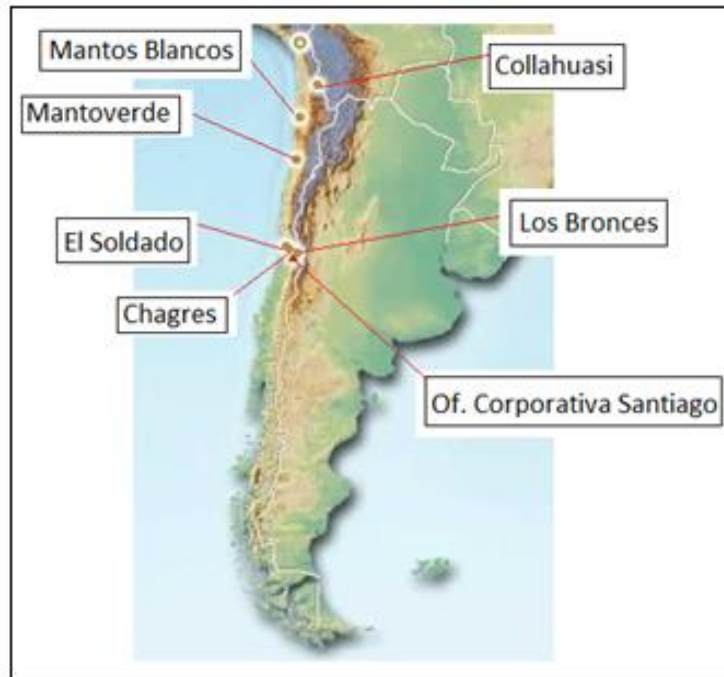 Mantos Blancos
Collahuasi
Mantoverde
Los Bronces
El Soldado
Chagres
Of. Corporativa Santiago